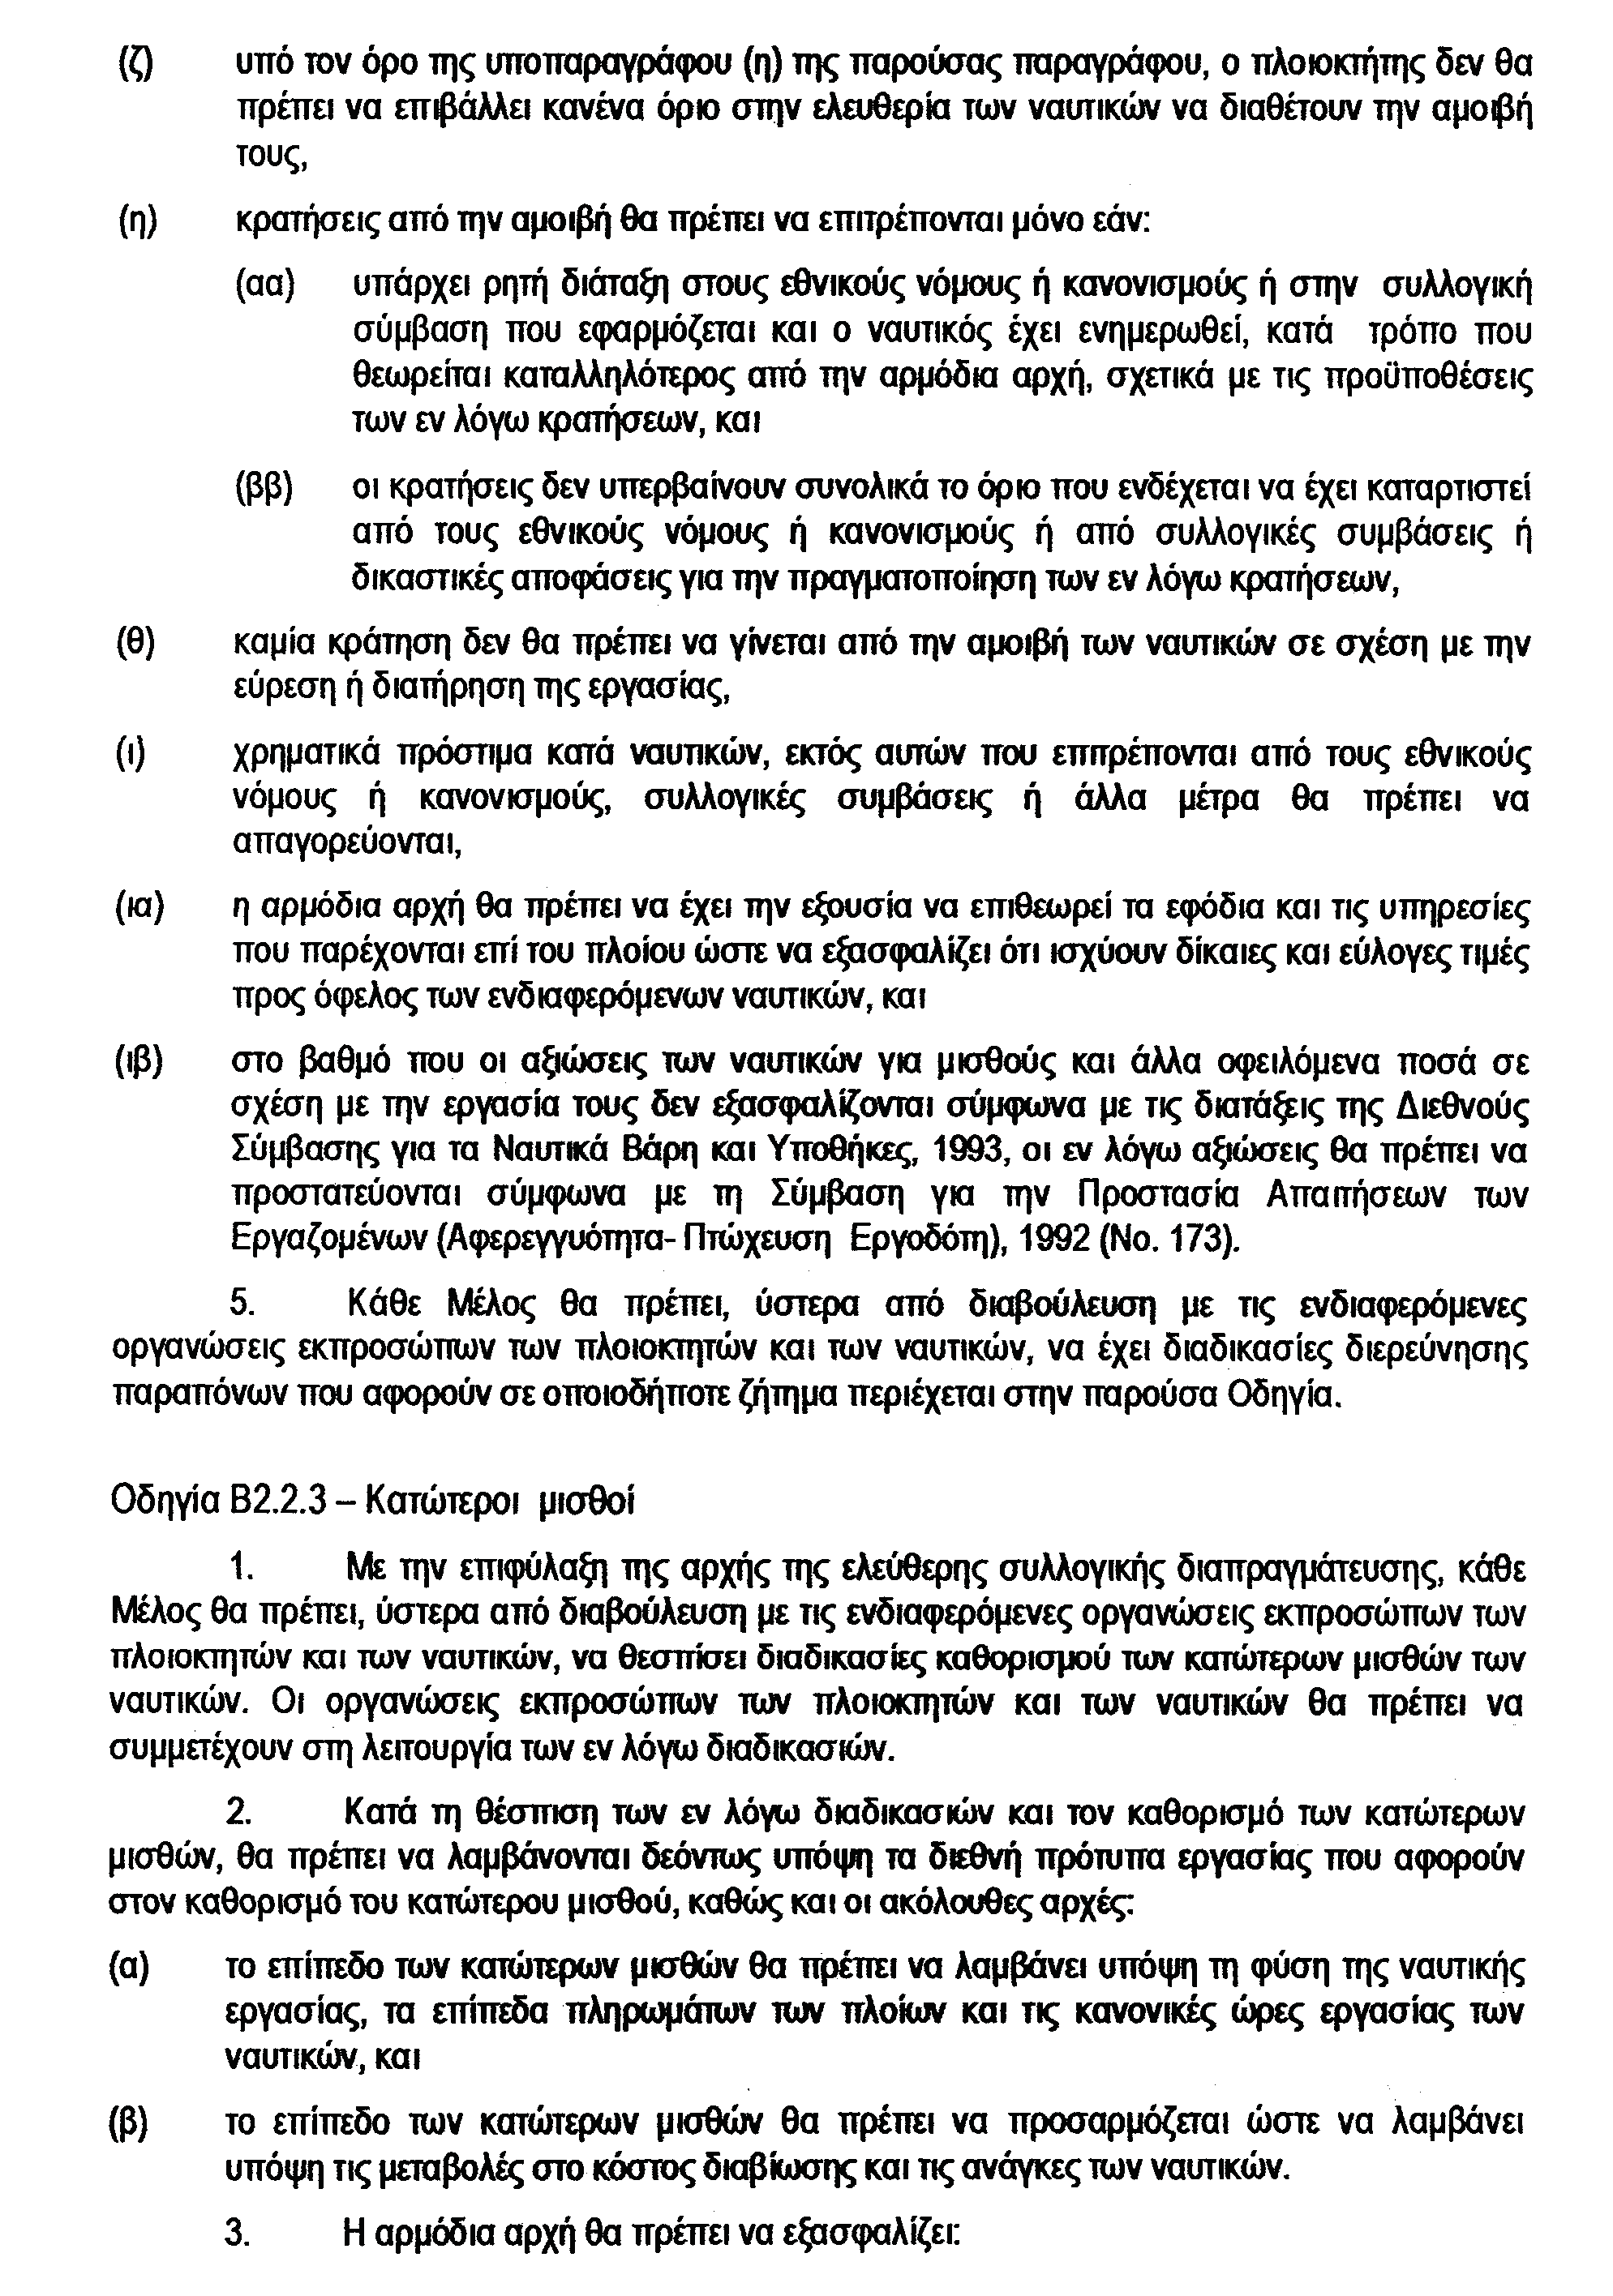 (ζ) υπό τον όρο της υποπαραγράφου (η) της παρούσας παραγράφου, ο πλοιοκτήτης δεν θα
πρέπει να επιβάλλει κανένα όριο στην ελευθερία των ναυτικών να διαθέτουν την αμοιβή
τους,
(η) κρατήσεις από την αμοιβή θα πρέπει να επιτρέπονται μόνο εάν:
(αα) υπάρχει ρητή διάταξη στους εθνικούς νόμους ή κανονισμούς ή στην συλλογική
σύμβαση που εφαρμόζεται και ο ναυτικός έχει ενημερωθεί, κατά τρόπο που
θεωρείται καταλληλότερος από την αρμόδια αρχή, σχετικά με τις προϋποθέσεις
των εν λόγω κρατήσεων, και
(ββ) οι κρατήσεις δεν υπερβαίνουν συνολικά το όριο που ενδέχεται να έχει καταρτιστεί
από τους εθνικούς νόμους ή κανονισμούς ή από συλλογικές συμβάσεις ή
δικαστικές αποφάσεις για την πραγματοποίηση των εν λόγω κρατήσεων,
(θ) καμία κράτηση δεν θα πρέπει να γίνεται από την αμοιβή των ναυτικών σε σχέση με την
εύρεση ή διατήρηση της εργασίας,
(ι) χρηματικά πρόστιμα κατά ναυτικών, εκτός αυτών που επιτρέπονται από τους εθνικούς
νόμους ή κανονισμούς, συλλογικές συμβάσεις ή άλλα μέτρα θα πρέπει να
απαγορεύονται,
(ια) η αρμόδια αρχή θα πρέπει να έχει την εξουσία να επιθεωρεί τα εφόδια και τις υπηρεσίες
που παρέχονται επί του πλοίου ώστε να εξασφαλίζει ότι ισχύουν δίκαιες και εύλογες τιμές
προς όφελος των ενδιαφερόμενων ναυτικών, και
(ιβ) στο βαθμό που οι αξιώσεις των ναυτικών για μισθούς και άλλα οφειλόμενα ποσά σε
σχέση με την εργασία τους δεν εξασφαλίζονται σύμφωνα με τις διατάξεις της Διεθνούς
Σύμβασης για τα Ναυτικά Βάρη και Υποθήκες, 1993, οι εν λόγω αξιώσεις θα πρέπει να
προστατεύονται σύμφωνα με τη Σύμβαση για την Προστασία Απαιτήσεων των
Εργαζομένων (Αφερεγγυότητα- Πτώχευση Εργοδότη), 1992 (Νο. 173).
5. Κάθε Μέλος θα πρέπει, ύστερα από διαβούλευση με τις ενδιαφερόμενες
οργανώσεις εκπροσώπων των πλοιοκτητών και των ναυτικών, να έχει διαδικασίες διερεύνησης
παραπόνων που αφορούν σε οποιοδήποτε ζήτημα περιέχεται στην παρούσα Οδηγία.
Οδηγία Β2.2.3 – Κατώτεροι μισθοί
1. Με την επιφύλαξη της αρχής της ελεύθερης συλλογικής διαπραγμάτευσης, κάθε
Μέλος θα πρέπει, ύστερα από διαβούλευση με τις ενδιαφερόμενες οργανώσεις εκπροσώπων των
πλοιοκτητών και των ναυτικών, να θεσπίσει διαδικασίες καθορισμού των κατώτερων μισθών των
ναυτικών. Οι οργανώσεις εκπροσώπων των πλοιοκτητών και των ναυτικών θα πρέπει να
συμμετέχουν στη λειτουργία των εν λόγω διαδικασιών.
2. Κατά τη θέσπιση των εν λόγω διαδικασιών και τον καθορισμό των κατώτερων
μισθών, θα πρέπει να λαμβάνονται δεόντως υπόψη τα διεθνή πρότυπα εργασίας που αφορούν
στον καθορισμό του κατώτερου μισθού, καθώς και οι ακόλουθες αρχές:
(α) το επίπεδο των κατώτερων μισθών θα πρέπει να λαμβάνει υπόψη τη φύση της ναυτικής
εργασίας, τα επίπεδα πληρωμάτων των πλοίων και τις κανονικές ώρες εργασίας των
ναυτικών, και
(β) το επίπεδο των κατώτερων μισθών θα πρέπει να προσαρμόζεται ώστε να λαμβάνει
υπόψη τις μεταβολές στο κόστος διαβίωσης και τις ανάγκες των ναυτικών.
3. Η αρμόδια αρχή θα πρέπει να εξασφαλίζει: